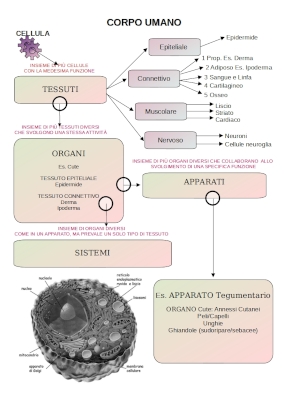 CORPO UMANO
CELLULA
INSIEME DI PIÙ CELLULE
CON LA MEDESIMA FUNZIONE
TESSUTI
Epiteliale
Epidermide
Connettivo
1 Prop. Es. Derma
2 Adiposo Es. Ipoderma
3 Sangue e Linfa
4 Cartilagineo
5 Osseo
Muscolare
Liscio
Striato
Cardiaco
Nervoso
Neuroni
Cellule neuroglia
INSIEME DI PIÙ TESSUTI DIVERSI
CHE SVOLGONO UNA STESSA ATTIVITÀ
ORGANI
Es. Cute
TESSUTO EPITELIALE
Epidermide
TESSUTO CONNETTIVO
Derma
Ipoderma
INSIEME DI PIÙ ORGANI DIVERSI CHE COLLABORANO ALLO
SVOLGIMENTO DI UNA SPECIFICA FUNZIONE
APPARATI
INSIEME DI ORGANI DIVERSI
COME IN UN APPARATO, MA PREVALE UN SOLO TIPO DI TESSUTO
SISTEMI
Es. APPARATO Tegumentario
ORGANO Cute: Annessi Cutanei
Peli/Capelli
Unghie
Ghiandole (sudoripare/sebacee)
reticolo
endoplasmatico
ruvido e liscio
nucleolo
nucleo
lisosomi
mitocondrio
apparato
di Golgi
membrana
cellulare